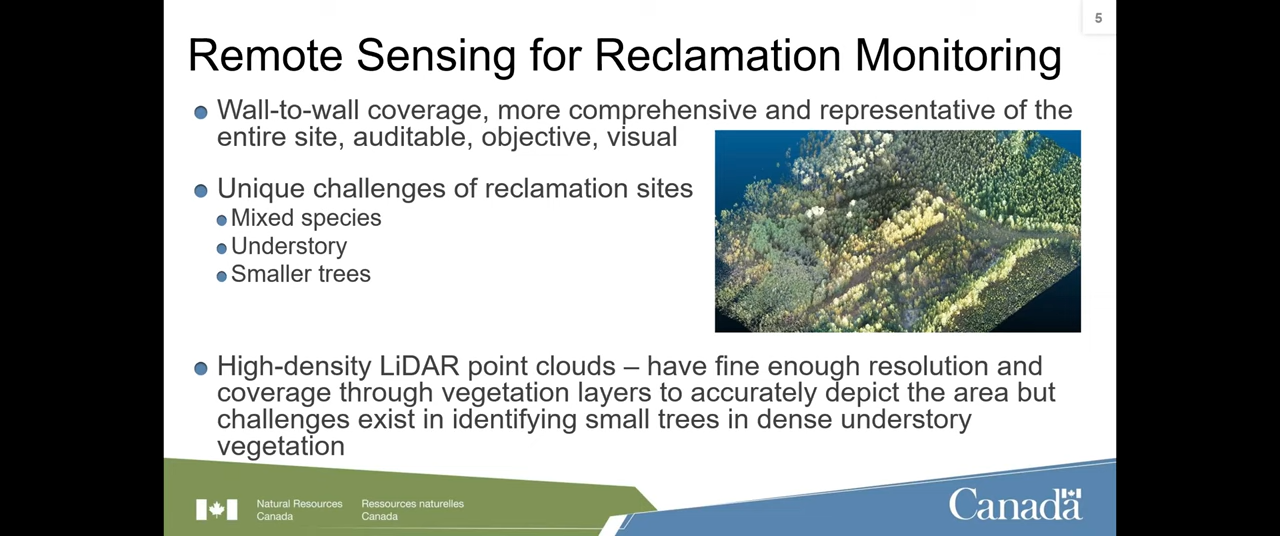 5
Remote Sensing for Reclamation Monitoring
Wall-to-wall coverage, more comprehensive and representative of the
entire site, auditable, objective, visual
Unique challenges of reclamation sites
Mixed species
Understory
Smaller trees
High-density LiDAR point clouds – have fine enough resolution and
coverage through vegetation layers to accurately depict the area but
challenges exist in identifying small trees in dense understory
vegetation
Natural Resources
Canada
Ressources naturelles
Canada
Canada